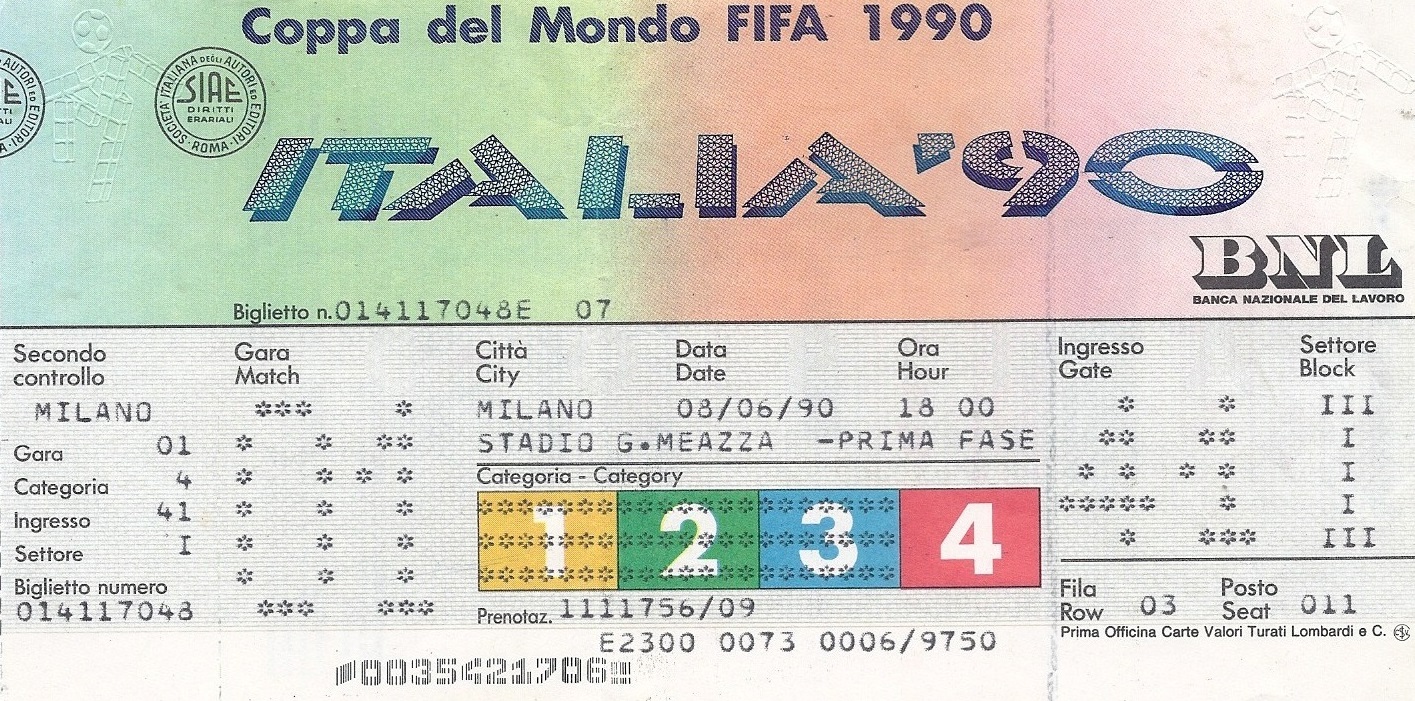 Coppa del Mondo FIFA 1990
SOCIETÀ ITALIANA DEGLI AUTORI ED EDITORI · ROMA ·
SIAE
DIRITTI
ERARIALI
ITALIA '90
BNL
BANCA NAZIONALE DEL LAVORO
Biglietto n.014117048E 07
Secondo
controllo
MILANO
Gara 01
Categoria 4
Ingresso 41
Settore I
Biglietto numero
014117048
Gara
Match
*** *
* * **
* * * *
* * *
* * *
* * *
*** ***
Città
City
Data
Date
Ora
Hour
MILANO 08/06/90 18 00
STADIO G.MEAZZA -PRIMA FASE
Categoria - Category
1 2 3 4
Prenotaz. 1111756/09
E2300 0073 0006/9750
0035421706
Ingresso
Gate
* *
** **
* * * *
***** *
* ***
Settore
Block
III
I
I
I
III
Fila
Row 03
Posto
Seat 011
Prima Officina Carte Valori Turati Lombardi e C.